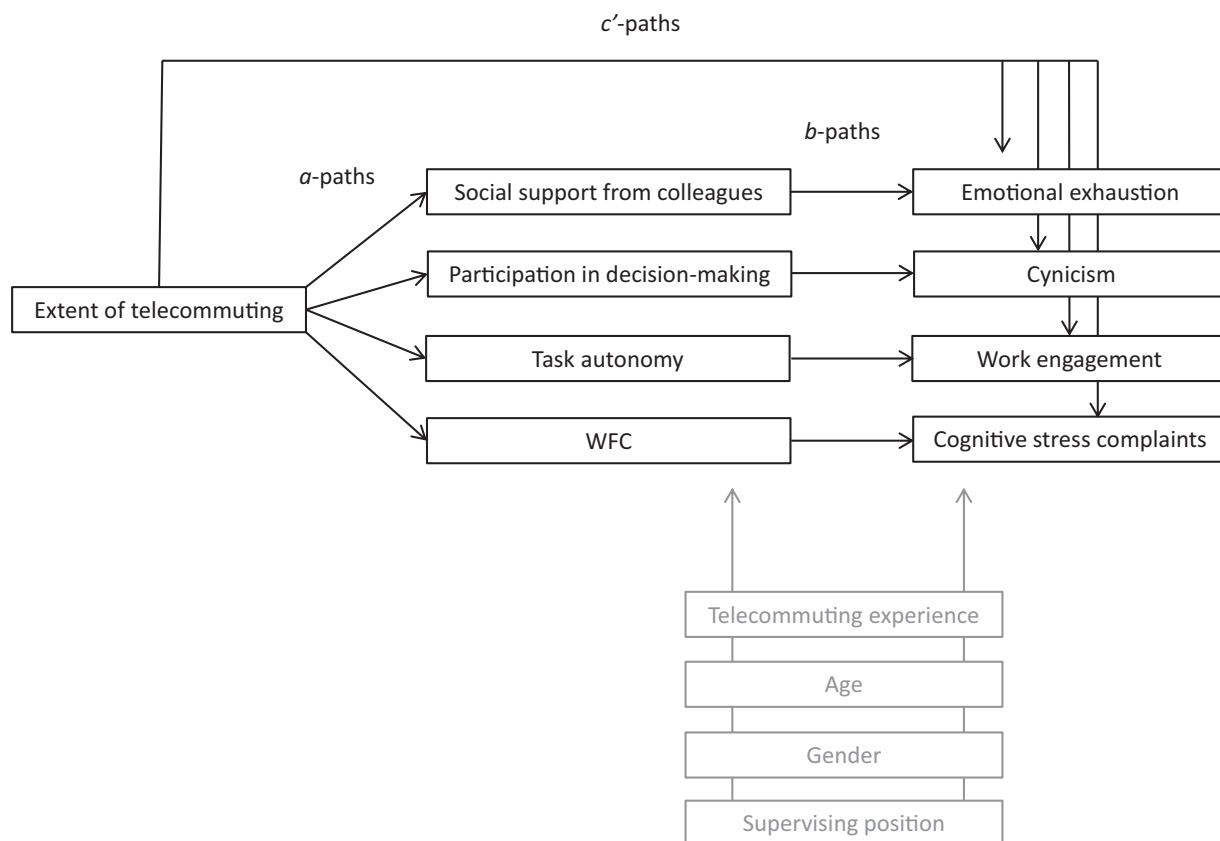 c’-paths
b-paths
a-paths
Social support from colleagues
Emotional exhaustion
Participation in decision-making
Cynicism
Extent of telecommuting
Task autonomy
Work engagement
WFC
Cognitive stress complaints
Telecommuting experience
Age
Gender
Supervising position